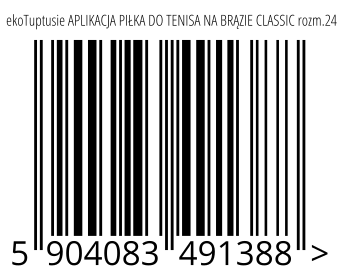 ekoTuptusie APLIKACJA PIŁKA DO TENISA NA BRĄZIE CLASSIC rozm.24
5 904083 491388 >